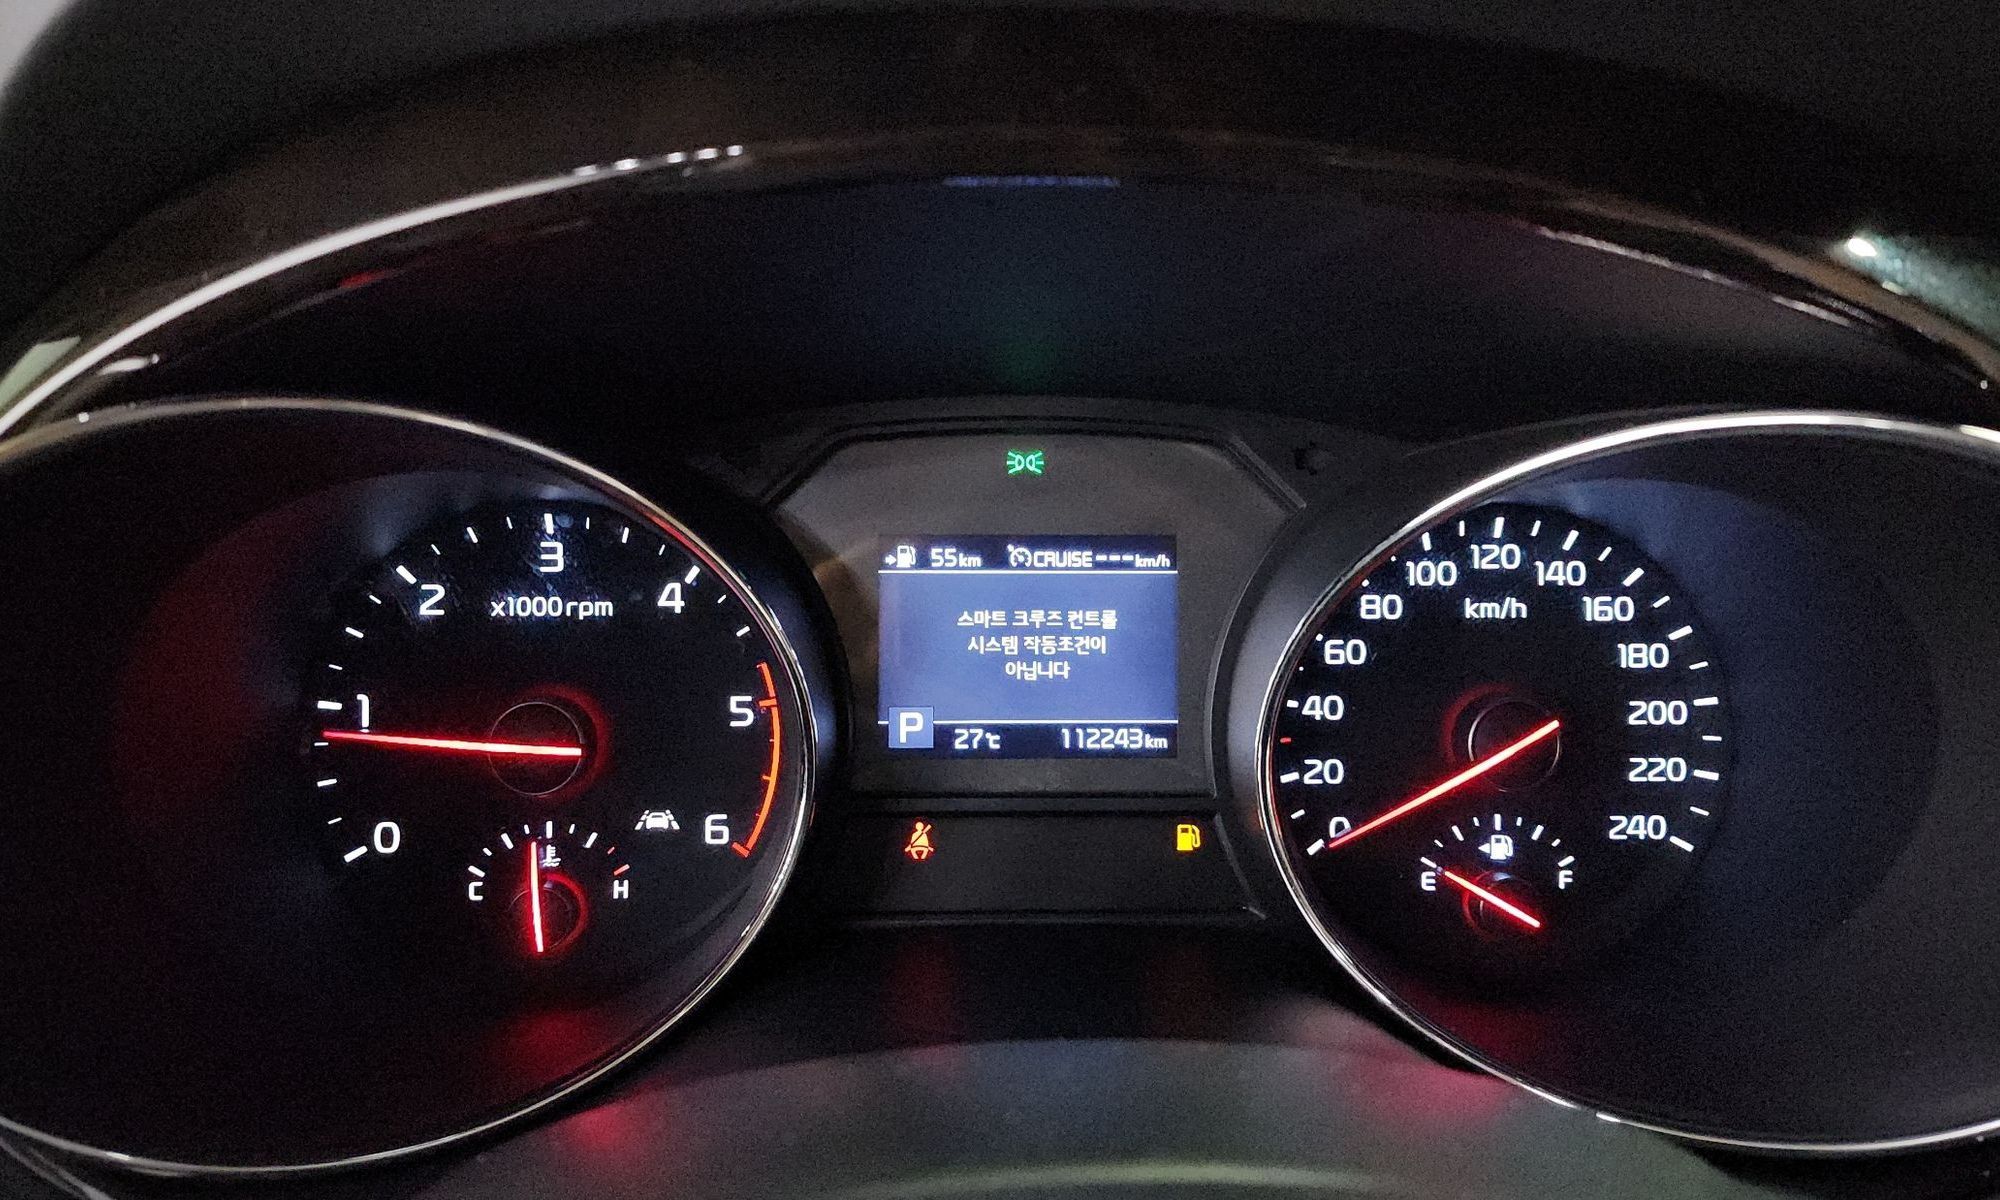 55km CRUISE---km/h
스마트 크루즈 컨트롤
시스템 작동조건이
아닙니다
P 27℃ 112243km
0 1 2 3 4 5 6
x1000rpm
C H
0 20 40 60 80 100 120 140 160 180 200 220 240
km/h
E F